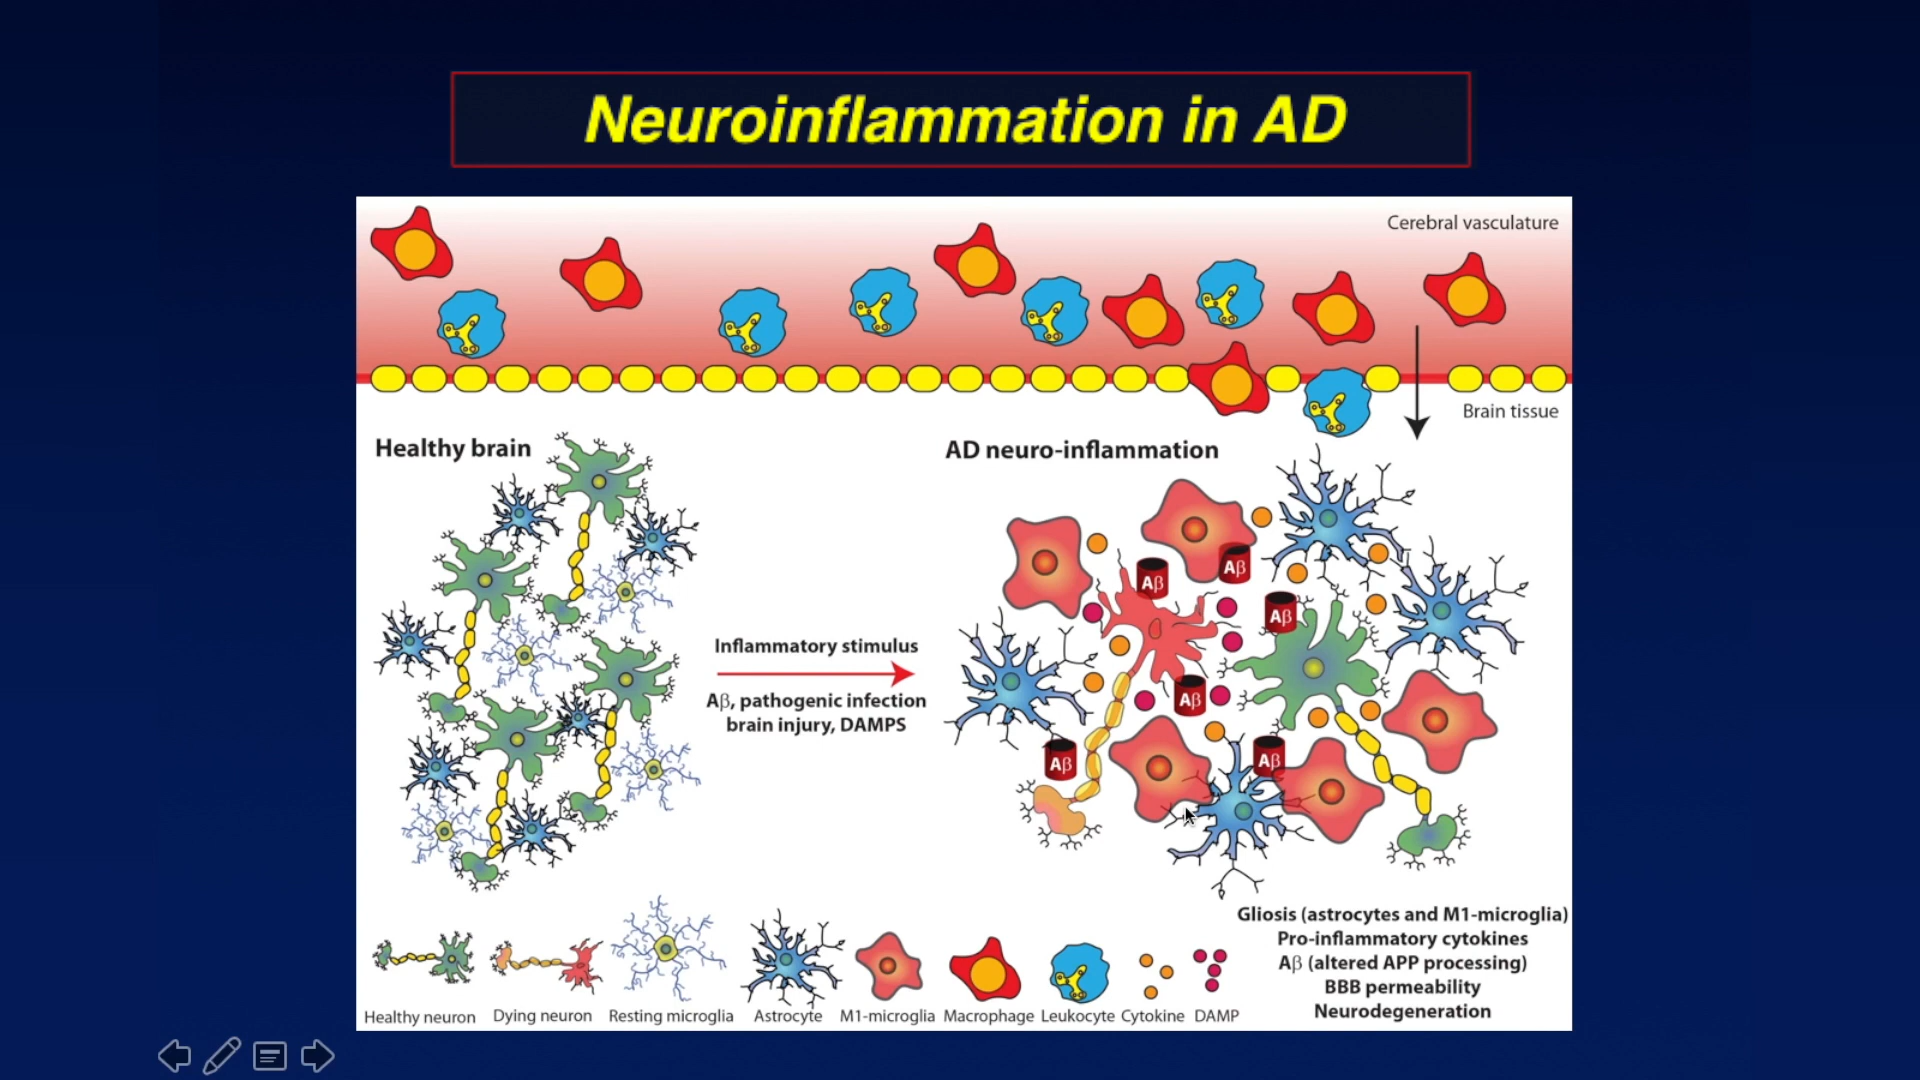 Neuroinflammation in AD
Cerebral vasculature
Brain tissue
Healthy brain
AD neuro-inflammation
Aβ
Aβ
Aβ
Inflammatory stimulus
Aβ, pathogenic infection
brain injury, DAMPS
Aβ
Aβ
Aβ
Gliosis (astrocytes and M1-microglia)
Pro-inflammatory cytokines
Aβ (altered APP processing)
BBB permeability
Neurodegeneration
Healthy neuron
Dying neuron
Resting microglia
Astrocyte
M1-microglia
Macrophage
Leukocyte
Cytokine
DAMP